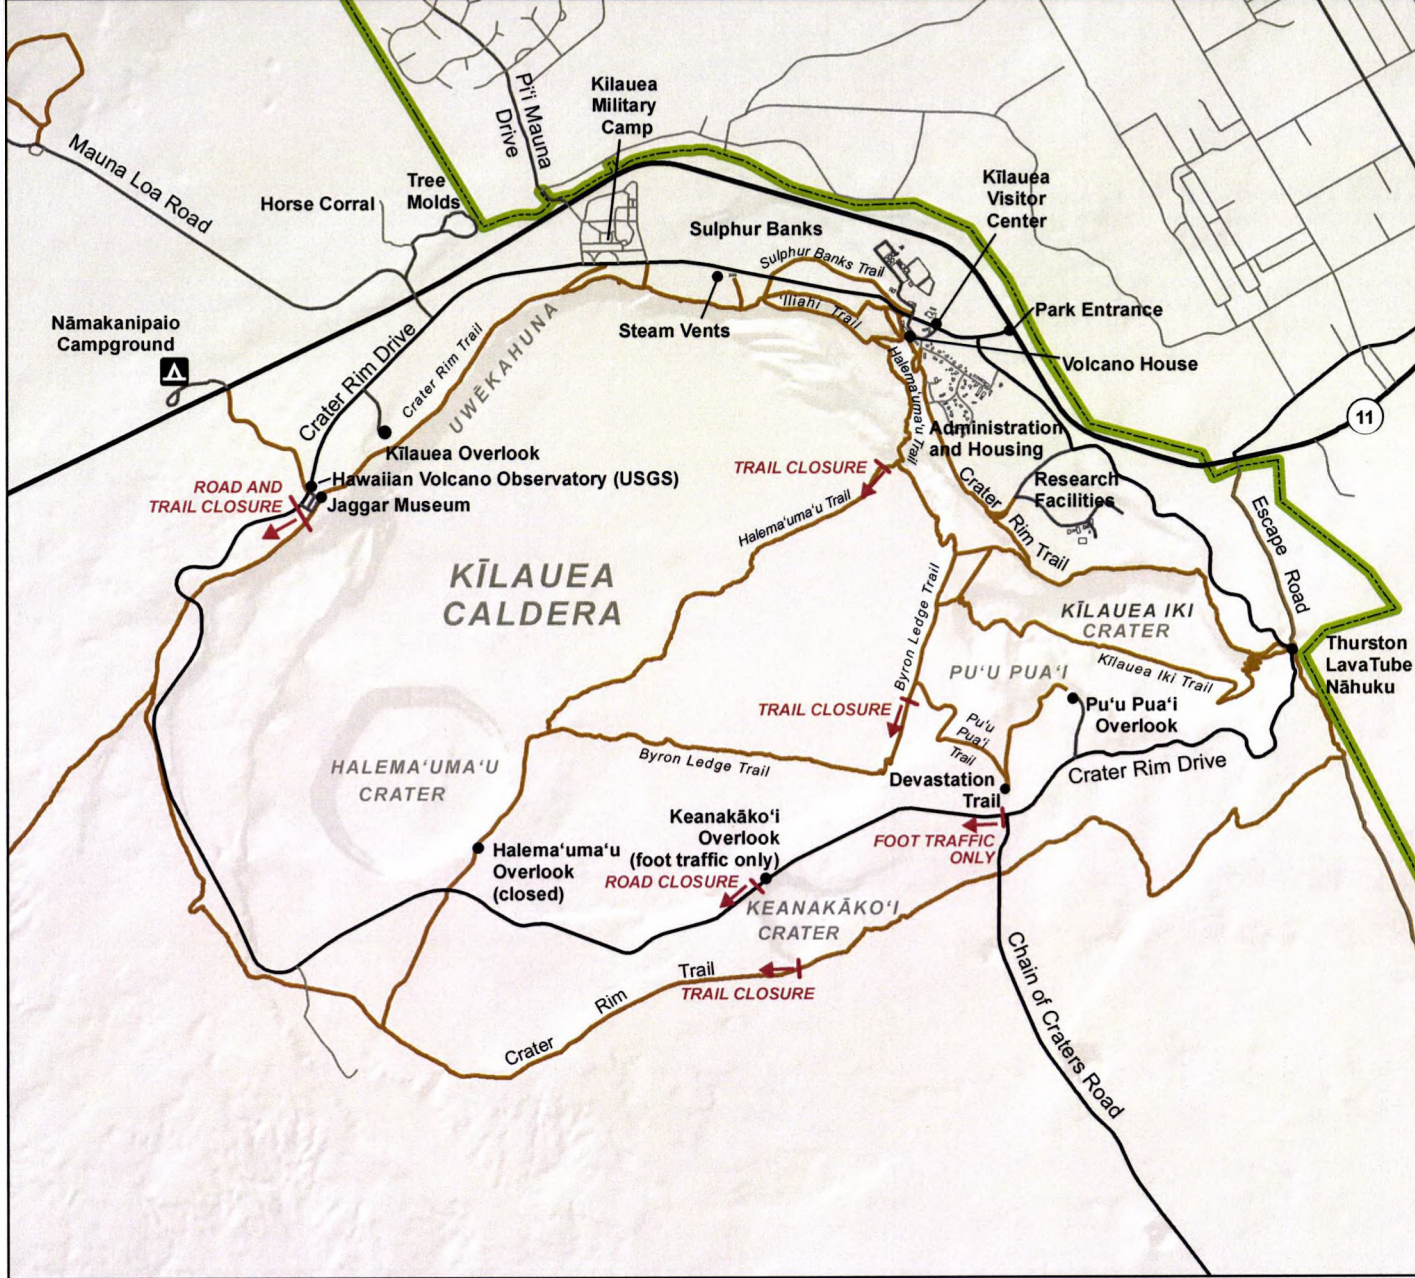 Pi'i Mauna
Drive
Kilauea
Military
Camp
Mauna Loa Road
Tree
Molds
Horse Corral
Kīlauea
Visitor
Center
Sulphur Banks
Sulphur Banks Trail
'Iliahi Trail
Steam Vents
Park Entrance
Volcano House
Nāmakanipaio
Campground
Crater Rim Drive
Crater Rim Trail
UWĒKAHUNA
Halema'uma'u Trail
11
Administration
and Housing
Kīlauea Overlook
Hawaiian Volcano Observatory (USGS)
Jaggar Museum
ROAD AND
TRAIL CLOSURE
TRAIL CLOSURE
Halema'uma'u Trail
Crater
Rim Trail
Research
Facilities
Escape Road
KĪLAUEA
CALDERA
Byron Ledge Trail
KĪLAUEA IKI
CRATER
Kīlauea Iki Trail
Thurston
LavaTube
Nāhuku
PU'U PUA'I
Pu'u Pua'i
Overlook
TRAIL CLOSURE
Pu'u
Pua'i
Trail
Byron Ledge Trail
HALEMA'UMA'U
CRATER
Devastation
Trail
Crater Rim Drive
Keanakāko'i
Overlook
(foot traffic only)
ROAD CLOSURE
FOOT TRAFFIC
ONLY
Halema'uma'u
Overlook
(closed)
KEANAKĀKO'I
CRATER
Crater Rim Trail
TRAIL CLOSURE
Chain of Craters Road